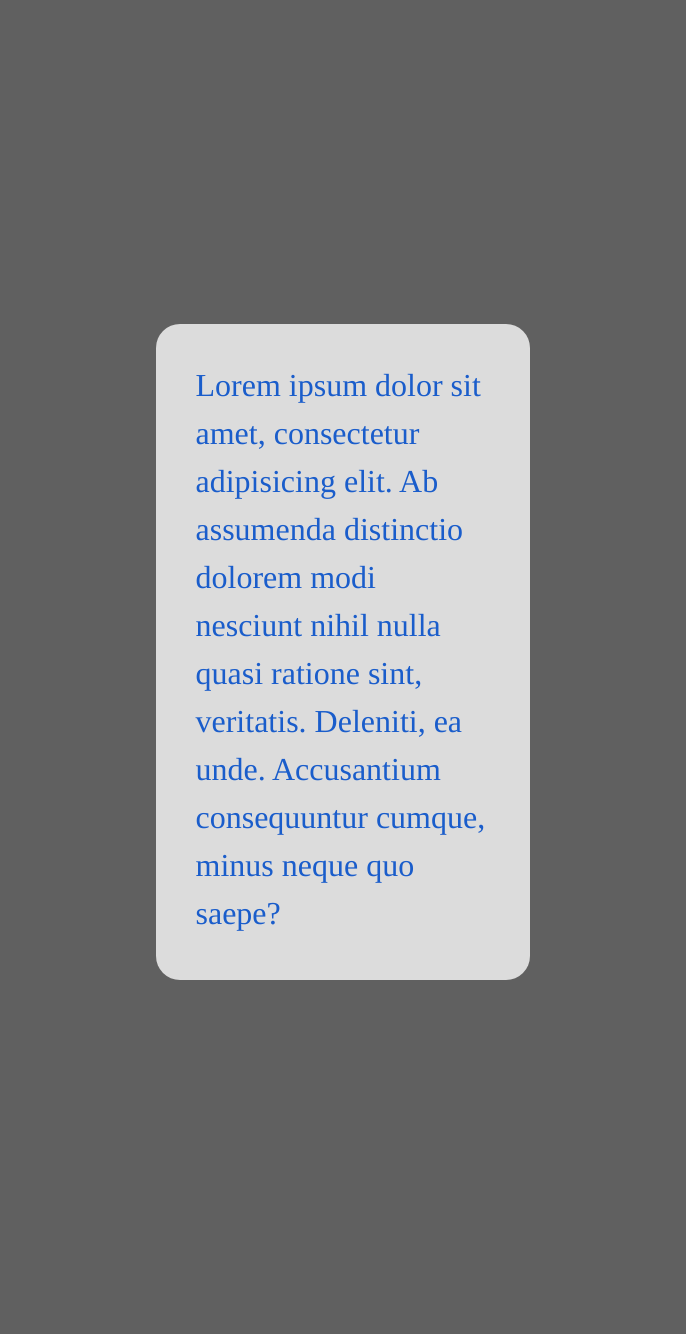 Lorem ipsum dolor sit
amet, consectetur
adipisicing elit. Ab
assumenda distinctio
dolorem modi
nesciunt nihil nulla
quasi ratione sint,
veritatis. Deleniti, ea
unde. Accusantium
consequuntur cumque,
minus neque quo
saepe?